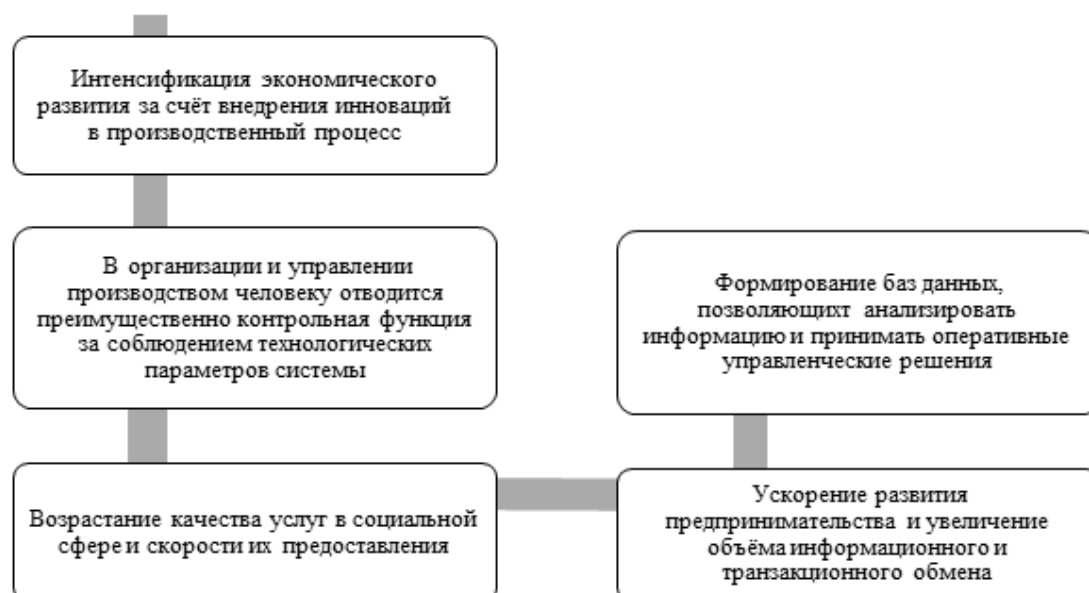 Интенсификация экономического
развития за счёт внедрения инноваций
в производственный процесс
В организации и управлении
производством человеку отводится
преимущественно контрольная функция
за соблюдением технологических
параметров системы
Возрастание качества услуг в социальной
сфере и скорости их предоставления
Ускорение развития
предпринимательства и увеличение
объёма информационного и
транзакционного обмена
Формирование баз данных,
позволяющихт анализировать
информацию и принимать оперативные
управленческие решения